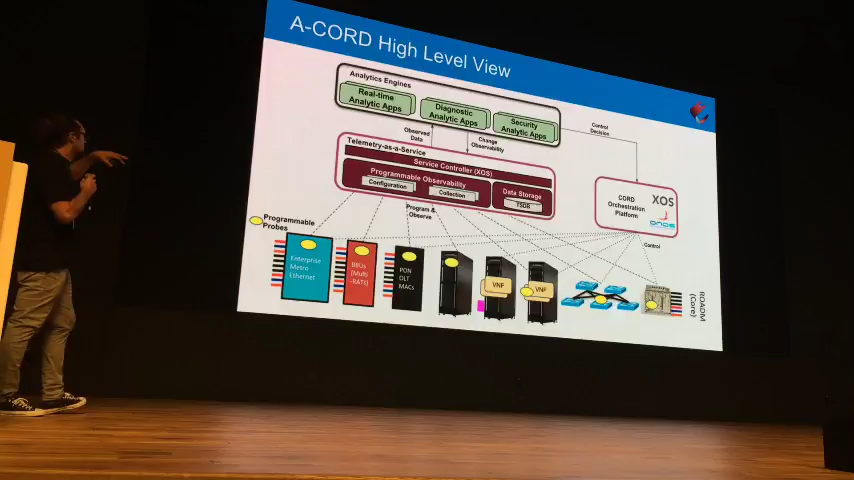 A-CORD High Level View
Analytics Engines
Real-time
Analytic Apps
Diagnostic
Analytic Apps
Security
Analytic Apps
Control
Decision
Observed
Data
Change
Observability
Telemetry-as-a-Service
Service Controller (XOS)
Programmable Observability
Configuration
Collection
Data Storage
TSDB
CORD
Orchestration
Platform
XOS
onos
Program &
Observe
Control
Programmable
Probes
Enterprise
Metro
Ethernet
BBUs
(Multi
-RATs)
PON
OLT
MACs
VNF
VNF
ROADM
(Core)